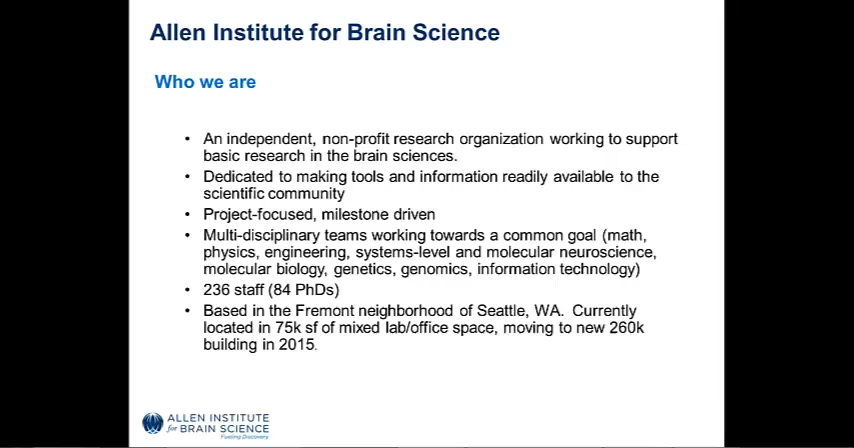 Allen Institute for Brain Science
Who we are
• An independent, non-profit research organization working to support
basic research in the brain sciences.
• Dedicated to making tools and information readily available to the
scientific community
• Project-focused, milestone driven
• Multi-disciplinary teams working towards a common goal (math,
physics, engineering, systems-level and molecular neuroscience,
molecular biology, genetics, genomics, information technology)
• 236 staff (84 PhDs)
• Based in the Fremont neighborhood of Seattle, WA. Currently
located in 75k sf of mixed lab/office space, moving to new 260k
building in 2015.
ALLEN INSTITUTE
for BRAIN SCIENCE
Fueling Discovery